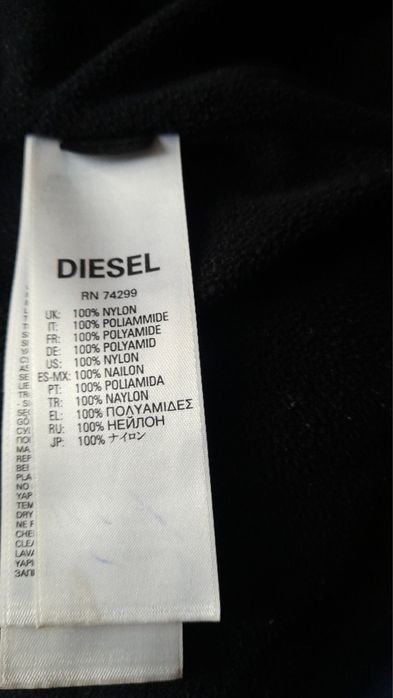 DIESEL
RN 74299
UK: 100% NYLON
IT: 100% POLIAMMIDE
FR: 100% POLYAMIDE
DE: 100% POLYAMID
US: 100% NYLON
ES-MX: 100% NAILON
PT: 100% POLIAMIDA
TR: 100% NAYLON
EL: 100% ΠΟΛΥΑΜΙΔΕΣ
RU: 100% НЕЙЛОН
JP: 100% ナイロン